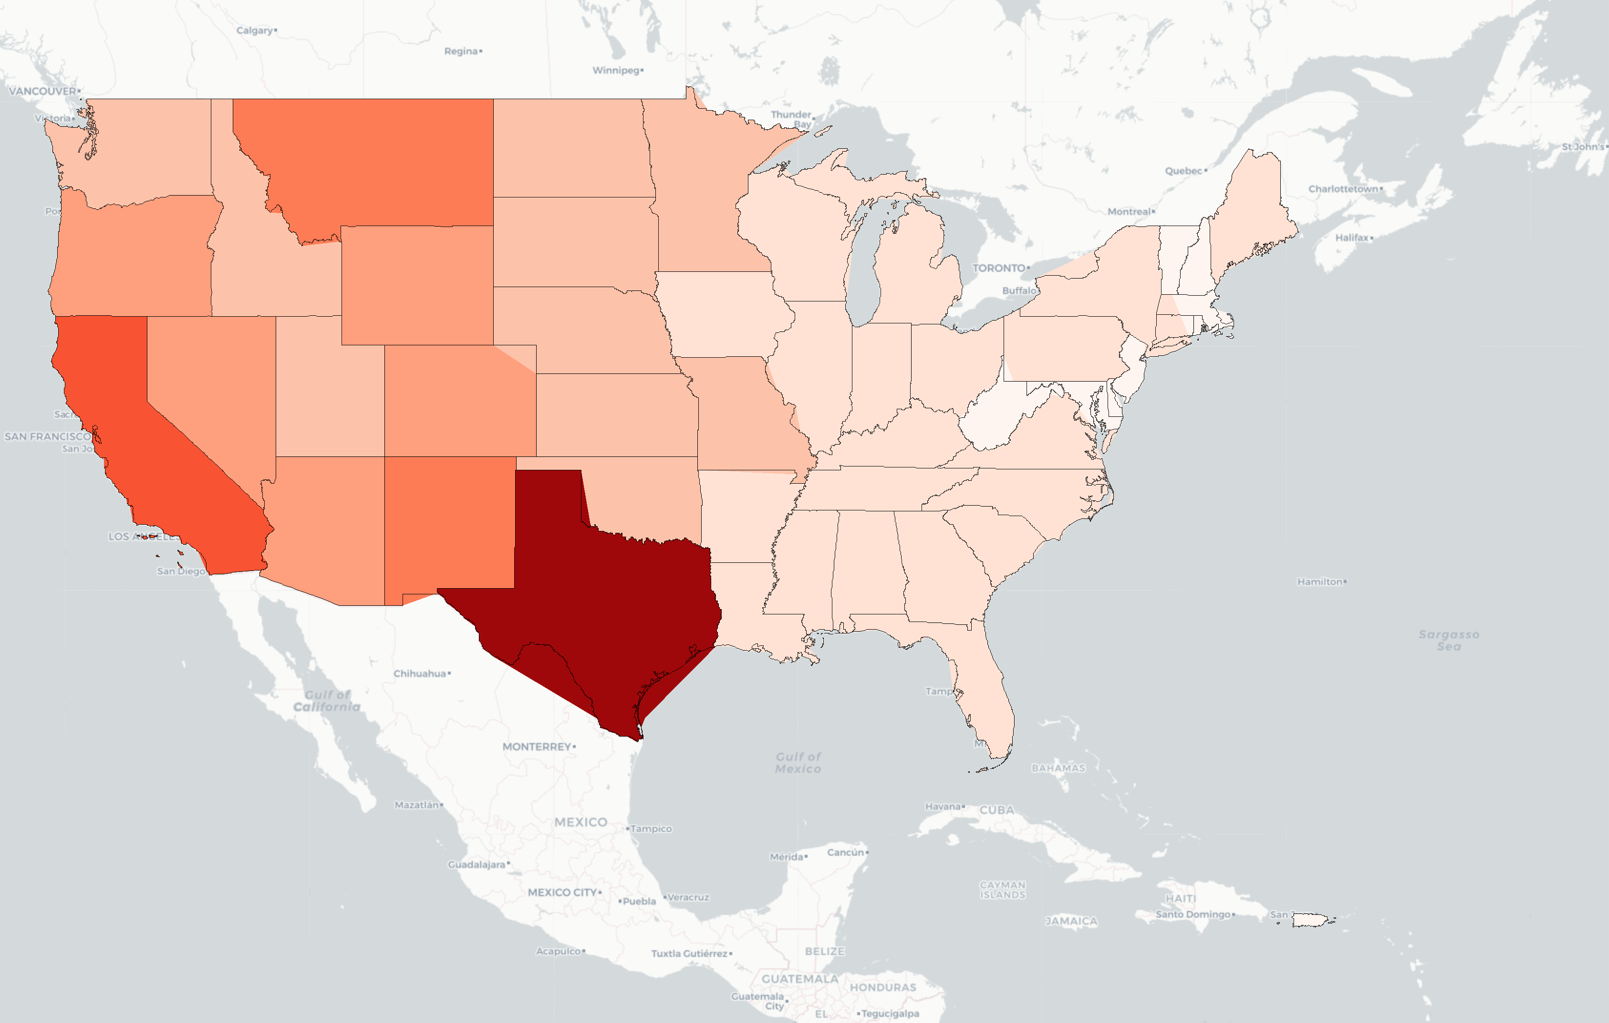 Calgary
Regina
Winnipeg
VANCOUVER
Victoria
Thunder
Bay
St John's
Quebec
Charlottetown
Montreal
Halifax
TORONTO
Buffalo
Po
Sac
SAN FRANCISCO
San Jo
LOS ANGELES
San Diego
Hamilton
Sargasso
Sea
Chihuahua
Gulf of
California
Tamp
M
MONTERREY
Gulf of
Mexico
BAHAMAS
Mazatlán
Havana
CUBA
MEXICO
Tampico
Mérida
Cancún
Guadalajara
MEXICO CITY
Veracruz
Puebla
CAYMAN
ISLANDS
HAITI
JAMAICA
Santo Domingo
San J
Acapulco
Tuxtla Gutiérrez
BELIZE
GUATEMALA
HONDURAS
Guatemala
City
EL
Tegucigalpa